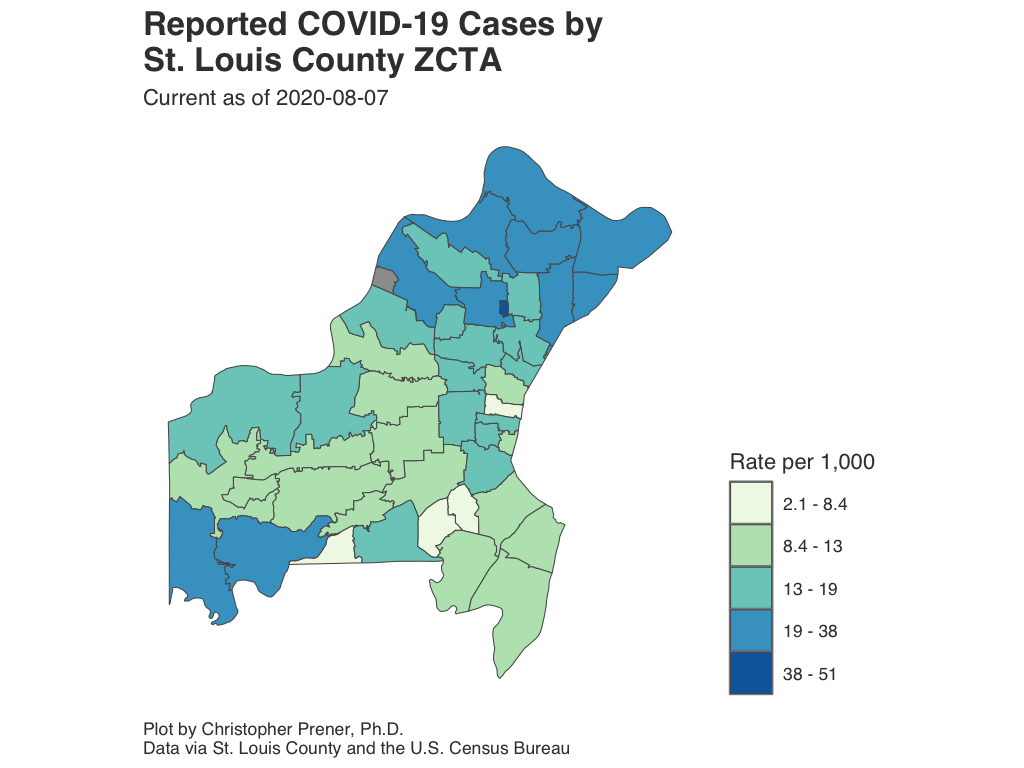 Reported COVID-19 Cases by
St. Louis County ZCTA
Current as of 2020-08-07
Rate per 1,000
2.1 - 8.4
8.4 - 13
13 - 19
19 - 38
38 - 51
Plot by Christopher Prener, Ph.D.
Data via St. Louis County and the U.S. Census Bureau